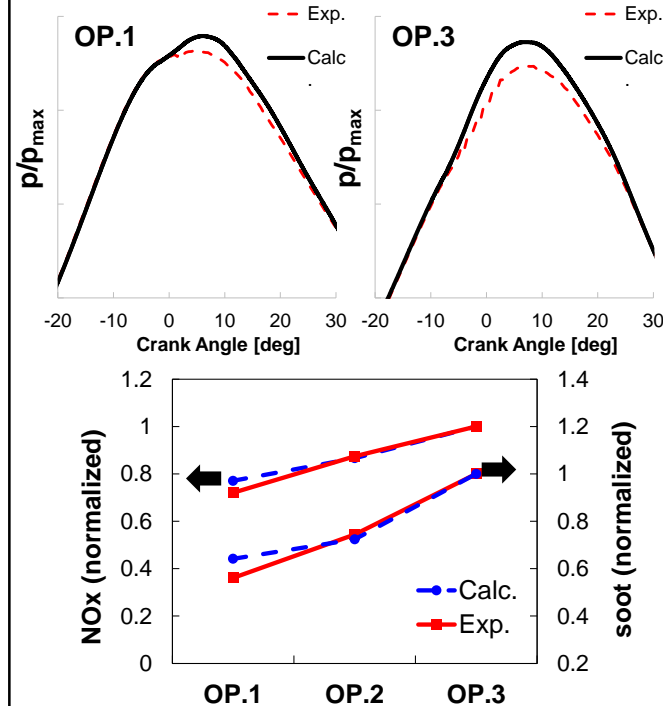 OP.1
Exp.
Calc
.
p/pmax
-20 -10 0 10 20 30
Crank Angle [deg]
OP.3
Exp.
Calc
.
p/pmax
-20 -10 0 10 20 30
Crank Angle [deg]
1.2
1
0.8
0.6
0.4
0.2
0
NOx (normalized)
1.4
1.2
1
0.8
0.6
0.4
0.2
soot (normalized)
Calc.
Exp.
OP.1 OP.2 OP.3